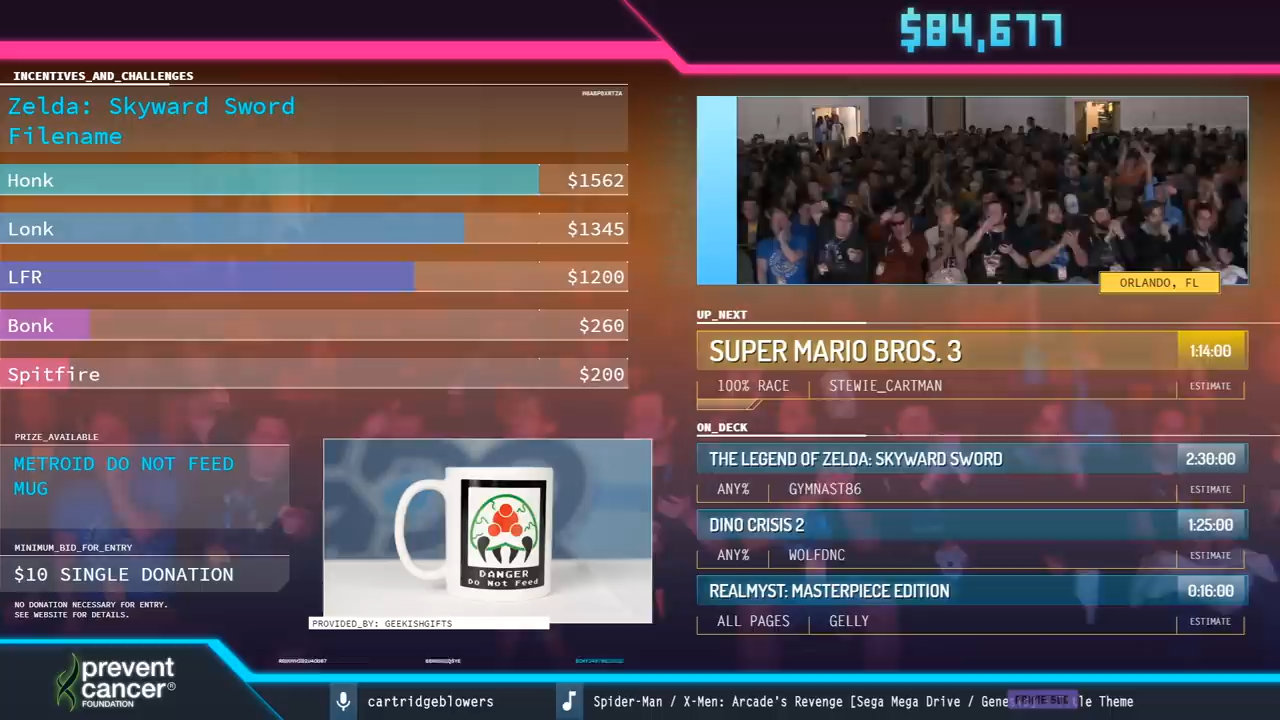 $84,677
INCENTIVES_AND_CHALLENGES
Zelda: Skyward Sword
Filename
Honk $1562
Lonk $1345
LFR $1200
Bonk $260
Spitfire $200
PRIZE_AVAILABLE
METROID DO NOT FEED
MUG
MINIMUM_BID_FOR_ENTRY
$10 SINGLE DONATION
NO DONATION NECESSARY FOR ENTRY.
SEE WEBSITE FOR DETAILS.
DANGER
Do Not Feed
PROVIDED_BY: GEEKISHGIFTS
ORLANDO, FL
UP_NEXT
SUPER MARIO BROS. 3 1:14:00
100% RACE STEWIE_CARTMAN ESTIMATE
ON_DECK
THE LEGEND OF ZELDA: SKYWARD SWORD 2:30:00
ANY% GYMNAST86 ESTIMATE
DINO CRISIS 2 1:25:00
ANY% WOLFDNC ESTIMATE
REALMYST: MASTERPIECE EDITION 0:16:00
ALL PAGES GELLY ESTIMATE
prevent
cancer®
FOUNDATION
cartridgeblowers
Spider-Man / X-Men: Arcade's Revenge [Sega Mega Drive / Theme